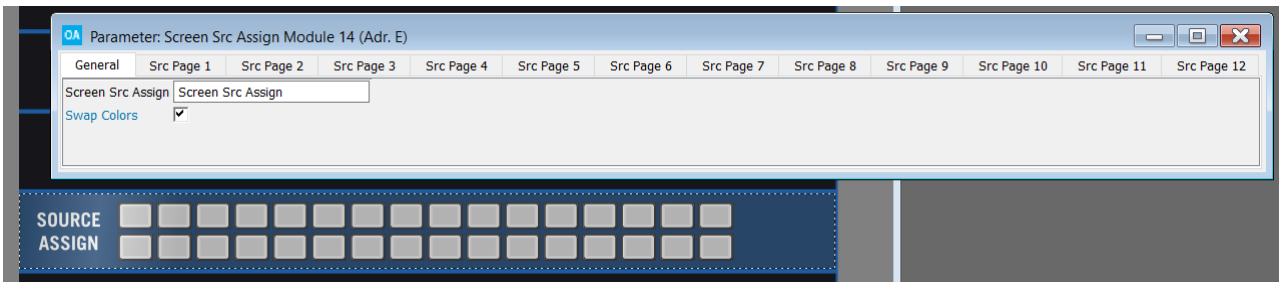 OA Parameter: Screen Src Assign Module 14 (Adr. E)
General Src Page 1 Src Page 2 Src Page 3 Src Page 4 Src Page 5 Src Page 6 Src Page 7 Src Page 8 Src Page 9 Src Page 10 Src Page 11 Src Page 12
Screen Src Assign Screen Src Assign
Swap Colors
SOURCE
ASSIGN